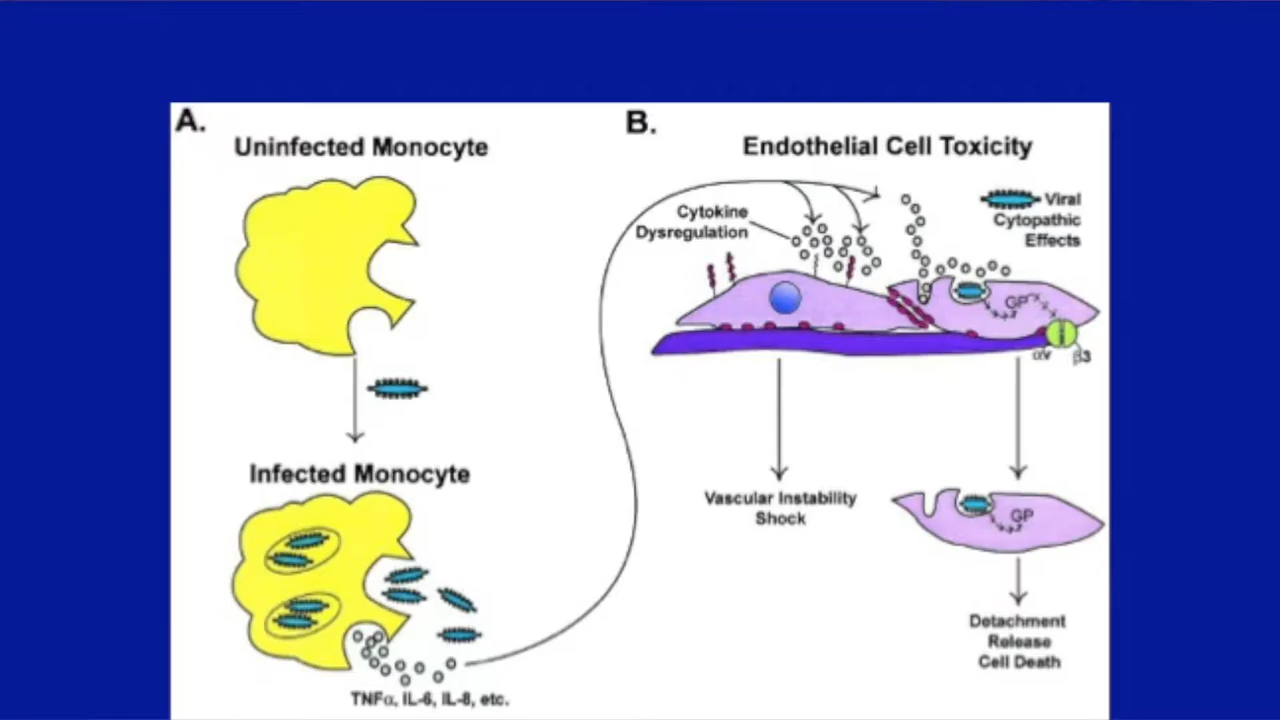 A.
Uninfected Monocyte
Infected Monocyte
TNFα, IL-6, IL-8, etc.
B.
Endothelial Cell Toxicity
Cytokine
Dysregulation
Viral
Cytopathic
Effects
GP
αv
β3
Vascular Instability
Shock
GP
Detachment
Release
Cell Death